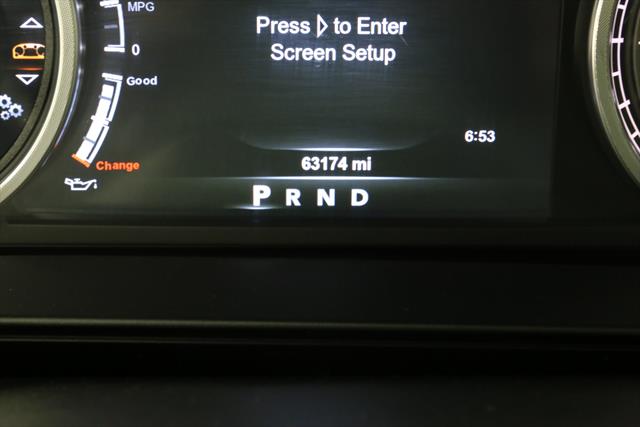 MPG
0
Good
Change
Press ▷ to Enter
Screen Setup
6:53
63174 mi
P R N D